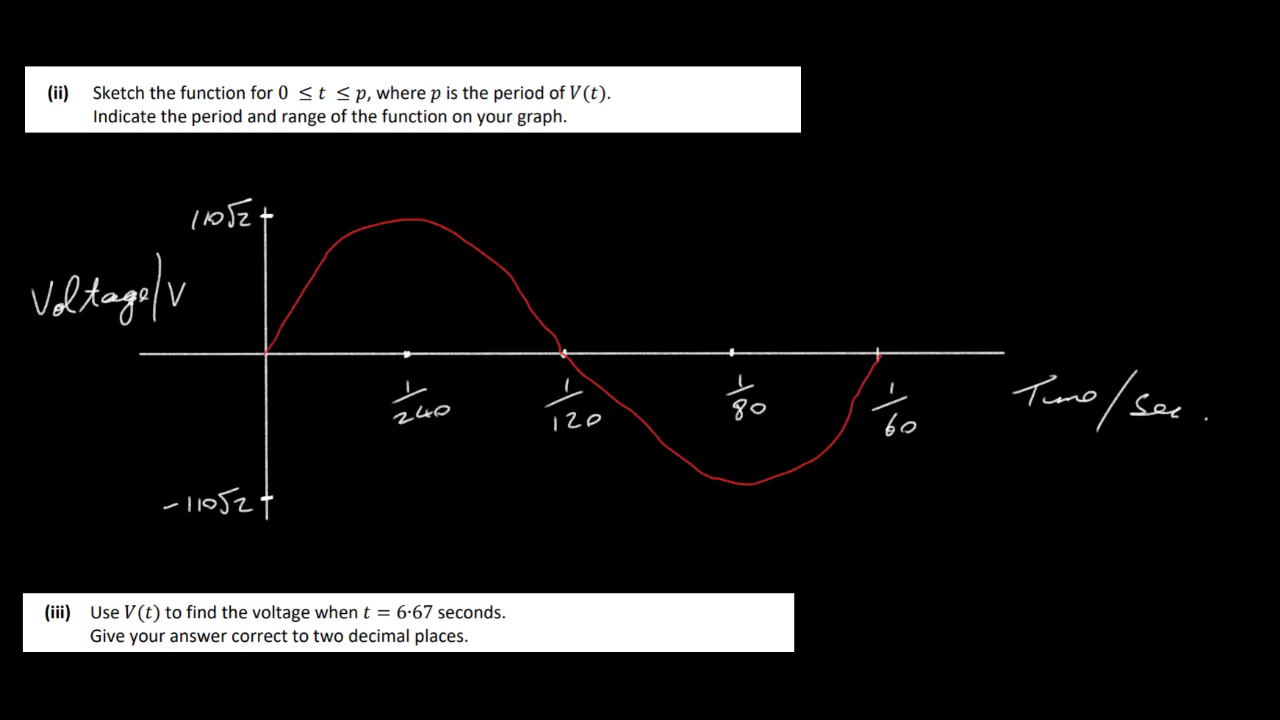 (ii) Sketch the function for 0 ≤ t ≤ p, where p is the period of V(t).
Indicate the period and range of the function on your graph.
110√2
Voltage/V
1/240 1/120 1/80 1/60
Time/sec.
-110√2
(iii) Use V(t) to find the voltage when t = 6·67 seconds.
Give your answer correct to two decimal places.